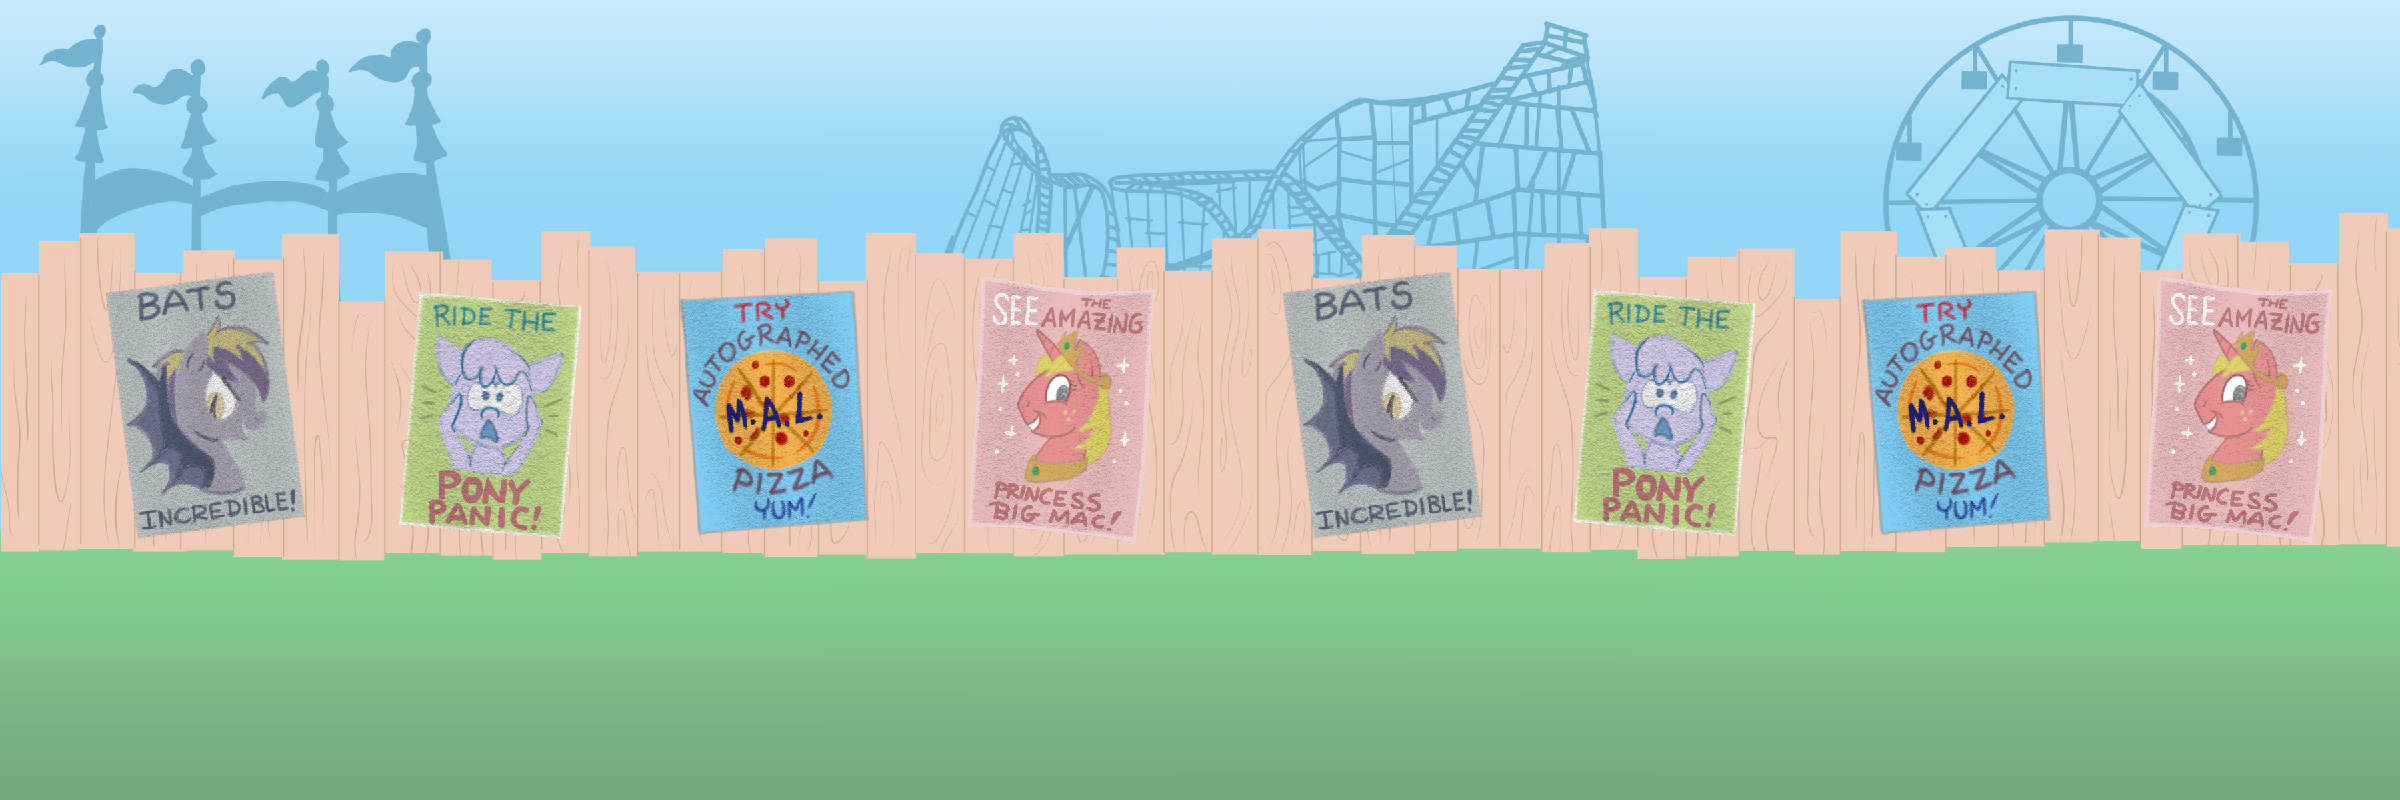 BATS
INCREDIBLE!
RIDE THE
PONY
PANIC!
TRY
AUTOGRAPHED
M.A.L.
PIZZA
YUM!
SEE THE
AMAZING
PRINCESS
BIG MAC!
BATS
INCREDIBLE!
RIDE THE
PONY
PANIC!
TRY
AUTOGRAPHED
M.A.L.
PIZZA
YUM!
SEE THE
AMAZING
PRINCESS
BIG MAC!